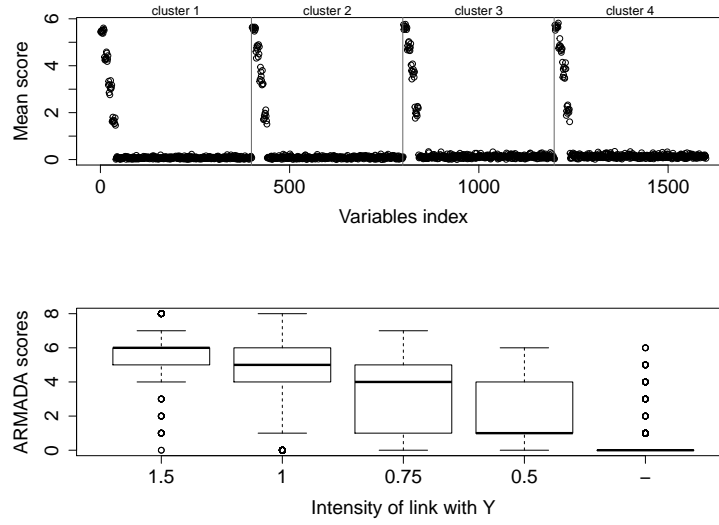 cluster 1 cluster 2 cluster 3 cluster 4
6
4
2
0
Mean score
0 500 1000 1500
Variables index
8
6
4
2
0
ARMADA scores
1.5 1 0.75 0.5 –
Intensity of link with Y